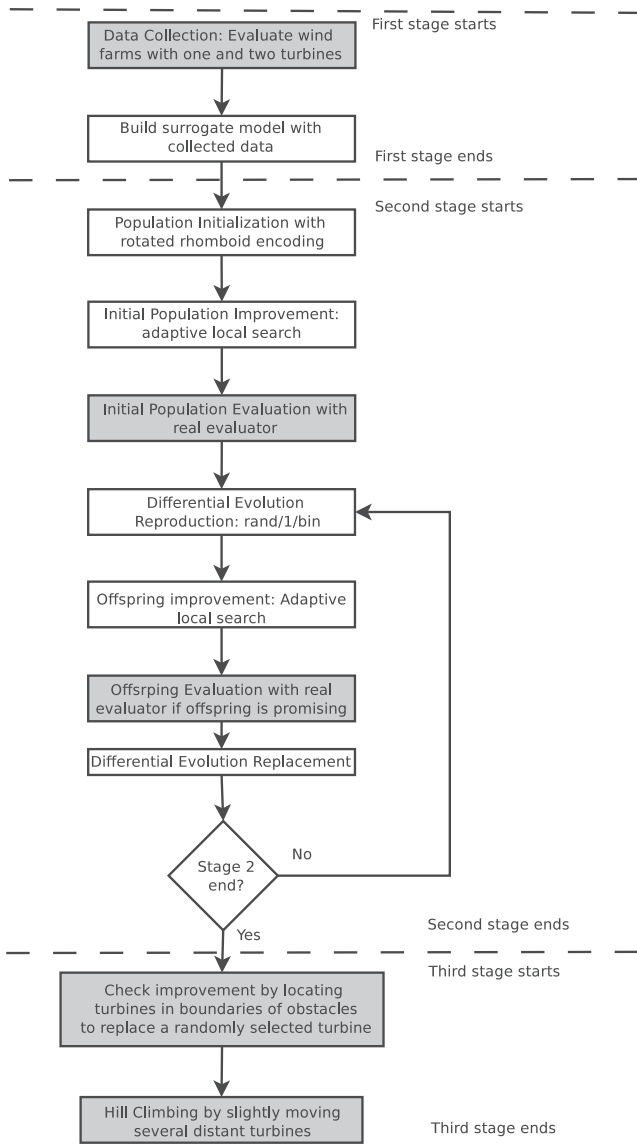 First stage starts
Data Collection: Evaluate wind
farms with one and two turbines
Build surrogate model with
collected data
First stage ends
Second stage starts
Population Initialization with
rotated rhomboid encoding
Initial Population Improvement:
adaptive local search
Initial Population Evaluation with
real evaluator
Differential Evolution
Reproduction: rand/1/bin
Offspring improvement: Adaptive
local search
Offsrping Evaluation with real
evaluator if offspring is promising
Differential Evolution Replacement
Stage 2
end?
No
Yes
Second stage ends
Third stage starts
Check improvement by locating
turbines in boundaries of obstacles
to replace a randomly selected turbine
Hill Climbing by slightly moving
several distant turbines
Third stage ends